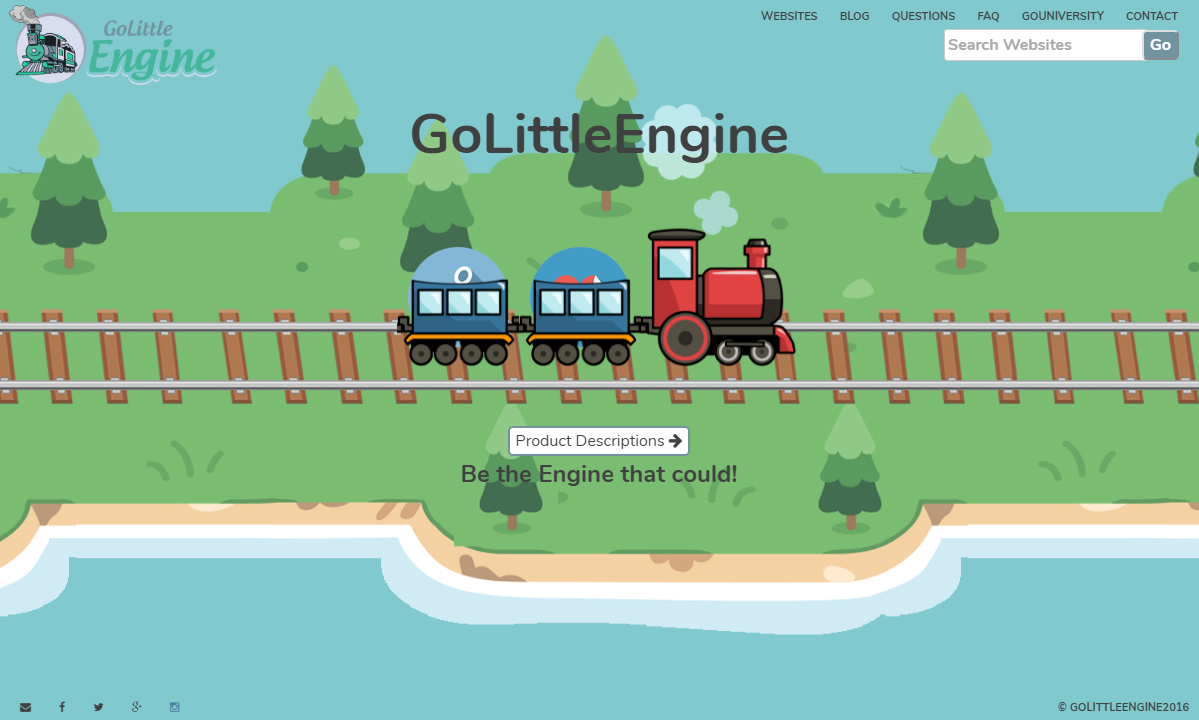 GoLittle
Engine
WEBSITES BLOG QUESTIONS FAQ GOUNIVERSITY CONTACT
Search Websites Go
GoLittleEngine
Product Descriptions
Be the Engine that could!
© GOLITTLEENGINE2016